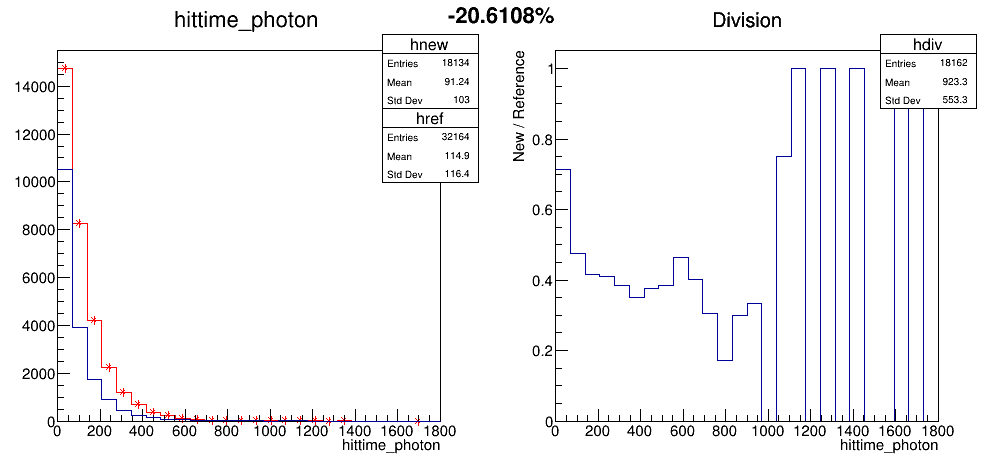 hittime_photon
-20.6108%
Division
hnew
Entries 18134
Mean 91.24
Std Dev 103
href
Entries 32164
Mean 114.9
Std Dev 116.4
14000
12000
10000
8000
6000
4000
2000
0
0 200 400 600 800 1000 1200 1400 1600 1800
hittime_photon
hdiv
Entries 18162
Mean 923.3
Std Dev 553.3
New / Reference
1
0.8
0.6
0.4
0.2
0
0 200 400 600 800 1000 1200 1400 1600 1800
hittime_photon